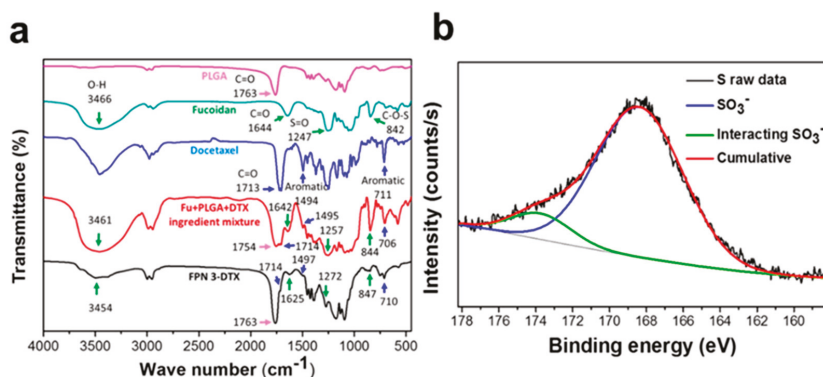 a
Transmittance (%)
PLGA
C=O
1763
O-H
3466
Fucoidan
C=O
1644
S=O
1247
C-O-S
842
Docetaxel
C=O
1713
Aromatic
1494
Aromatic
711
Fu+PLGA+DTX
ingredient mixture
3461
1642
1495
1257
1754
1714
844
706
FPN 3-DTX
3454
1714
1497
1625
1272
847
710
1763
4000 3500 3000 2500 2000 1500 1000 500
Wave number (cm⁻¹)
b
Intensity (counts/s)
S raw data
SO₃⁻
Interacting SO₃⁻
Cumulative
178 176 174 172 170 168 166 164 162 160
Binding energy (eV)